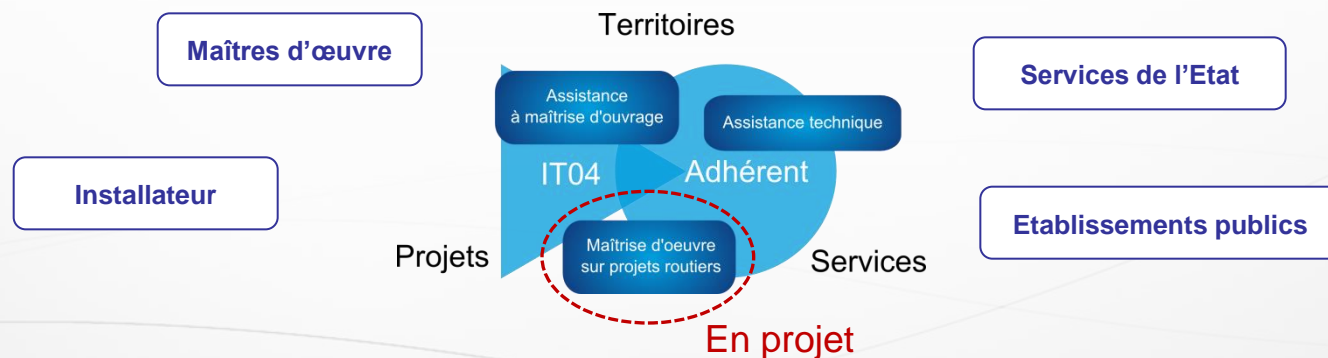 Territoires
Maîtres d’œuvre
Services de l’Etat
Assistance
à maîtrise d'ouvrage
Assistance technique
IT04
Adhérent
Installateur
Etablissements publics
Maîtrise d'oeuvre
sur projets routiers
Projets
Services
En projet